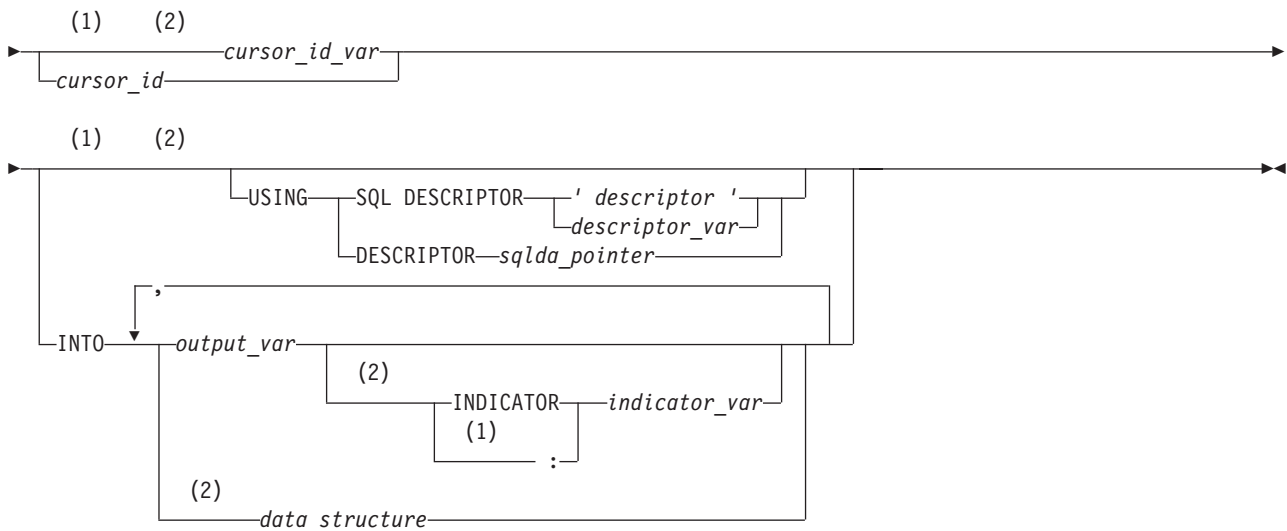 (1) (2)
cursor_id_var
cursor_id
(1) (2)
USING SQL DESCRIPTOR ' descriptor '
descriptor_var
DESCRIPTOR sqlda_pointer
,
INTO output_var
(2)
INDICATOR indicator_var
(1)
:
(2)
data structure